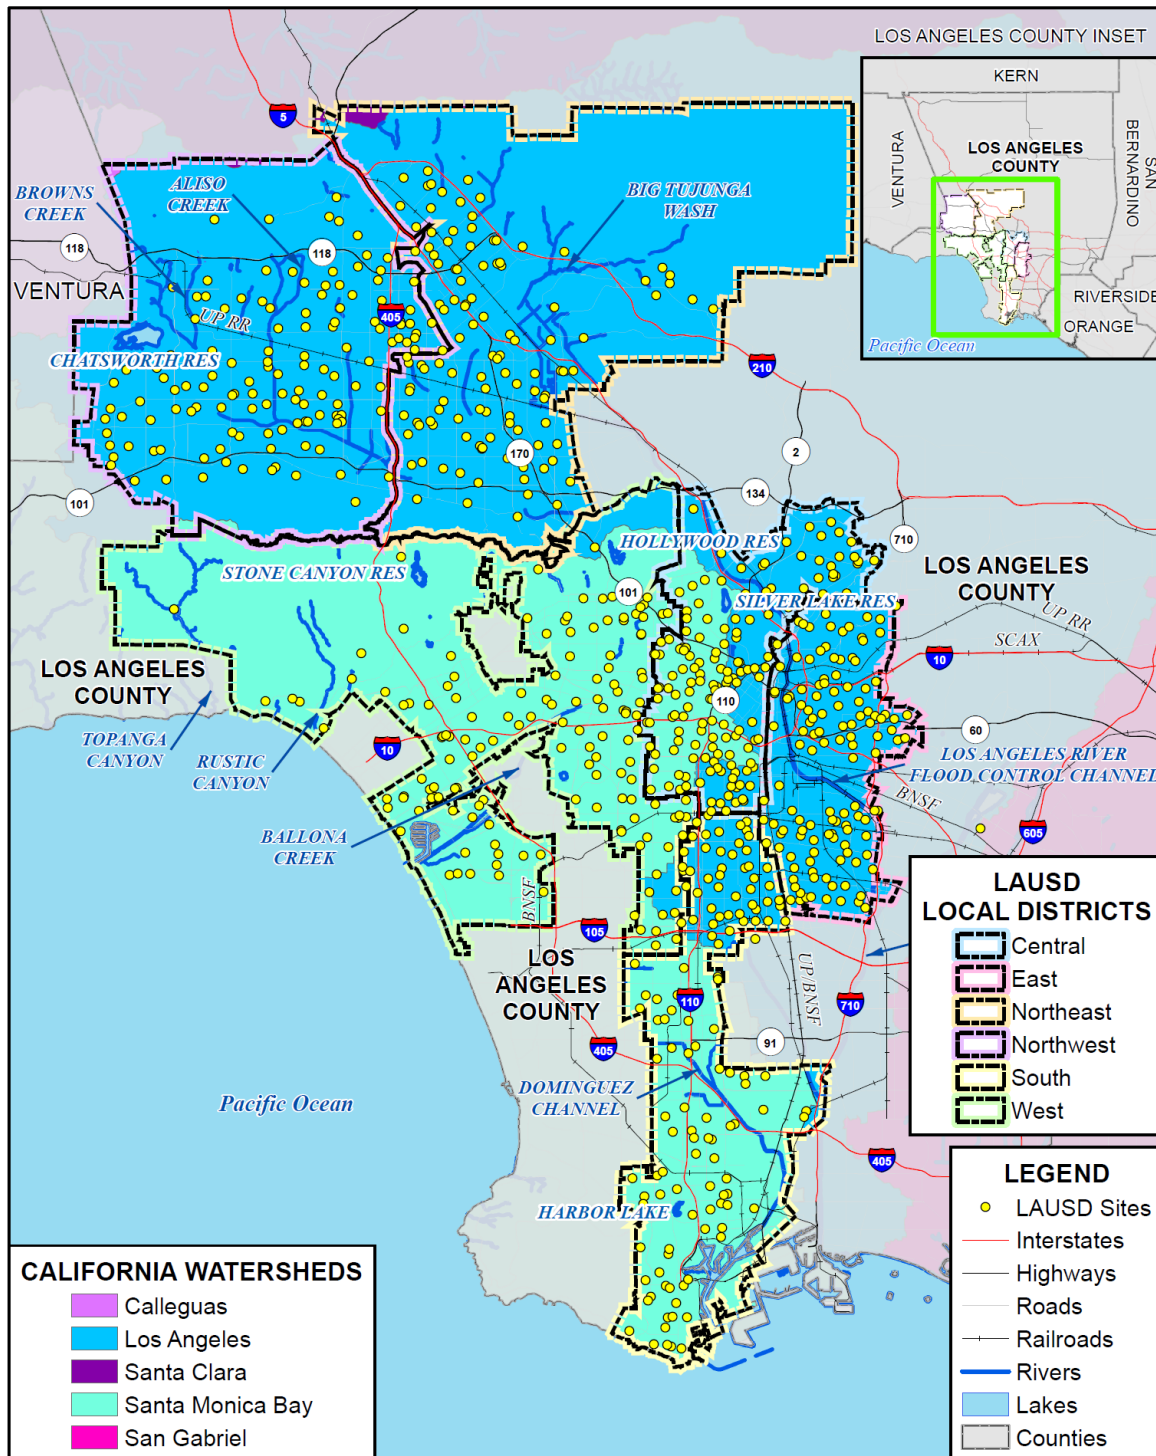 LOS ANGELES COUNTY INSET
KERN
VENTURA
LOS ANGELES
COUNTY
SAN
BERNARDINO
RIVERSIDE
ORANGE
Pacific Ocean
5
BROWNS
CREEK
ALISO
CREEK
BIG TUJUNGA
WASH
118
118
VENTURA
405
UP RR
CHATSWORTH RES
210
170
2
101
134
710
HOLLYWOOD RES
STONE CANYON RES
101
SILVER LAKE RES
LOS ANGELES
COUNTY
UP RR
SCAX
10
LOS ANGELES
COUNTY
110
60
TOPANGA
CANYON
RUSTIC
CANYON
10
LOS ANGELES RIVER
FLOOD CONTROL CHANNEL
BNSF
BALLONA
CREEK
605
BNSF
105
LOS
ANGELES
COUNTY
UP/BNSF
110
710
405
91
DOMINGUEZ
CHANNEL
Pacific Ocean
405
HARBOR LAKE
LAUSD
LOCAL DISTRICTS
Central
East
Northeast
Northwest
South
West
LEGEND
LAUSD Sites
Interstates
Highways
Roads
Railroads
Rivers
Lakes
Counties
CALIFORNIA WATERSHEDS
Calleguas
Los Angeles
Santa Clara
Santa Monica Bay
San Gabriel